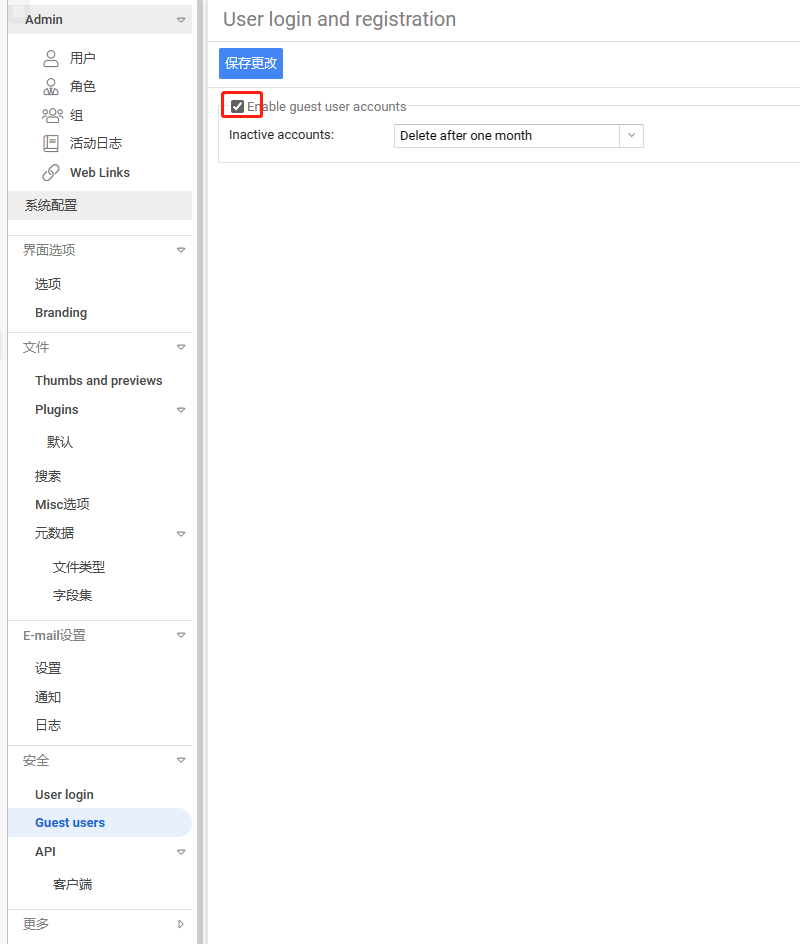 Admin
用户
角色
组
活动日志
Web Links
系统配置
界面选项
选项
Branding
文件
Thumbs and previews
Plugins
默认
搜索
Misc选项
元数据
文件类型
字段集
E-mail设置
设置
通知
日志
安全
User login
Guest users
API
客户端
更多
User login and registration
保存更改
Enable guest user accounts
Inactive accounts: Delete after one month